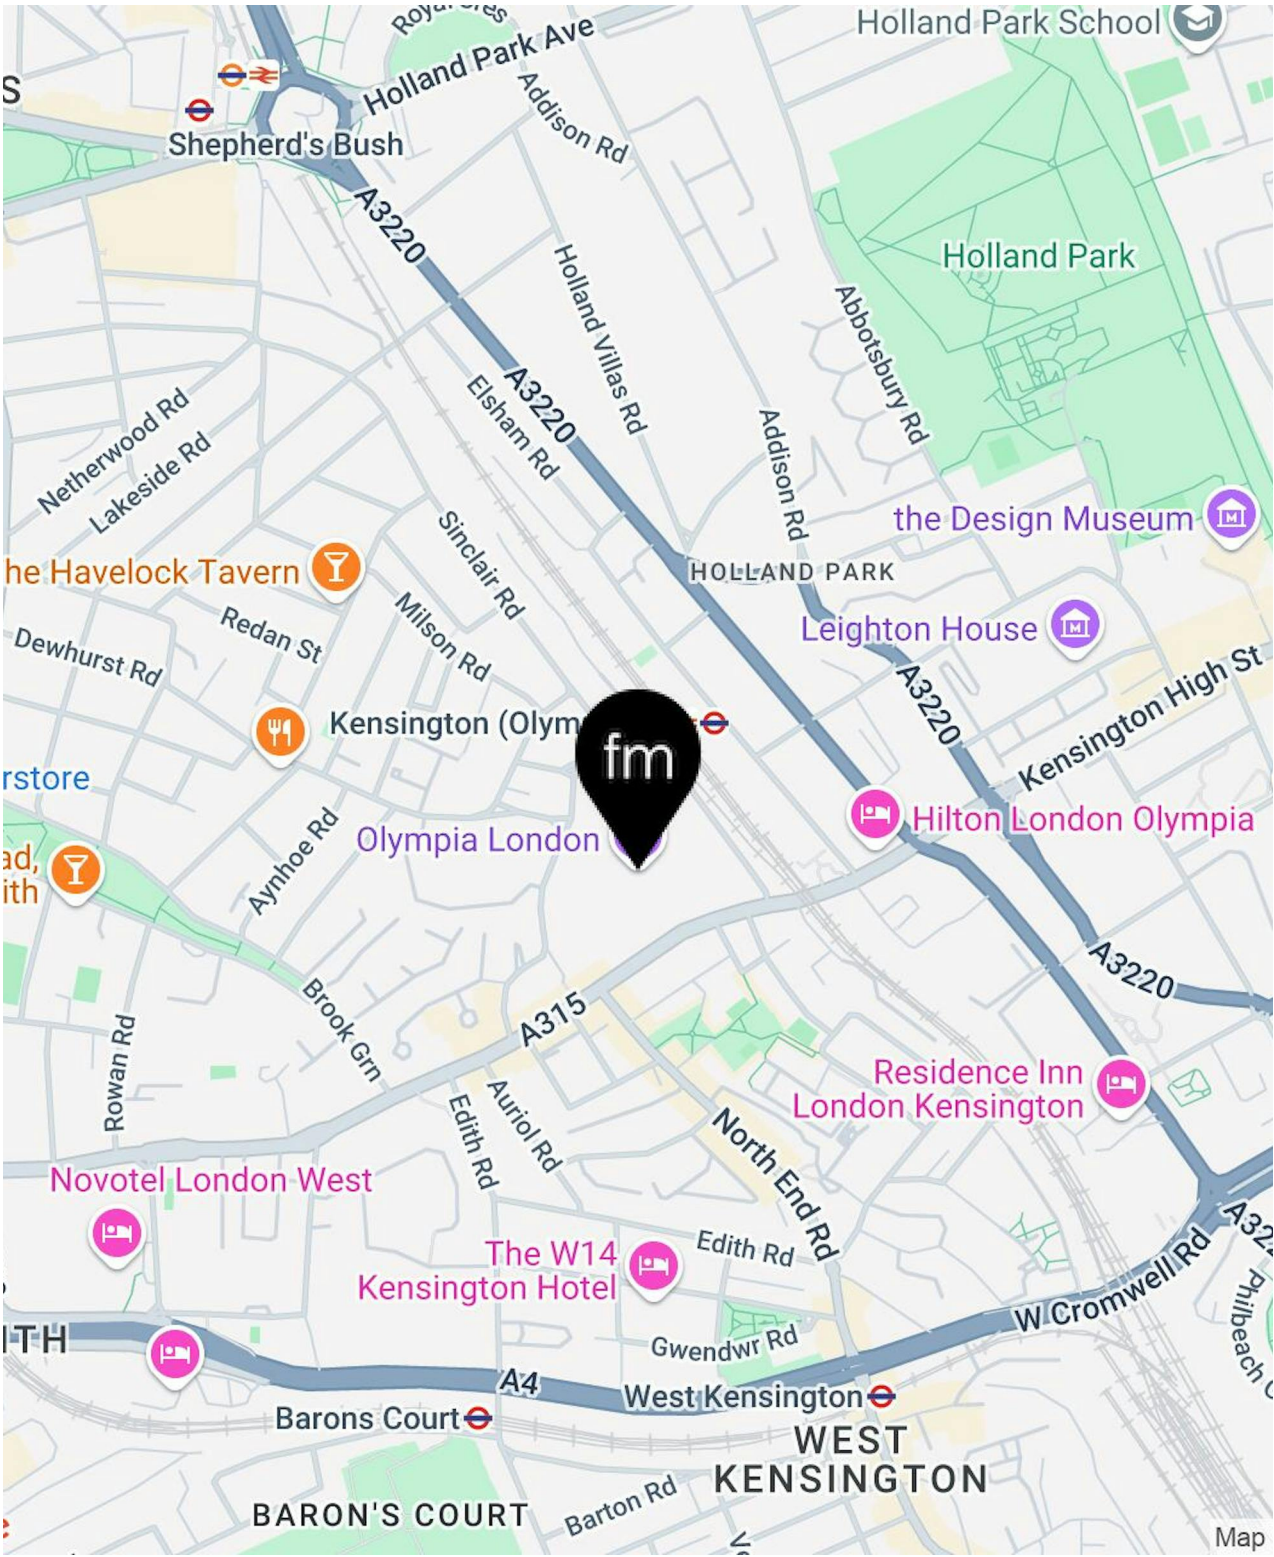 Royal Cres
Holland Park Ave
Holland Park School
S
Addison Rd
Shepherd's Bush
A3220
Holland Park
Holland Villas Rd
Abbotsbury Rd
A3220
Elsham Rd
Netherwood Rd
Lakeside Rd
Addison Rd
Sinclair Rd
the Design Museum
he Havelock Tavern
HOLLAND PARK
Milson Rd
Redan St
Dewhurst Rd
Leighton House
A3220
Kensington High St
Kensington (Olym
fm
rstore
Hilton London Olympia
Olympia London
Aynhoe Rd
ad,
ith
A3220
Brook Grn
A315
Rowan Rd
Residence Inn
London Kensington
Edith Rd
Auriol Rd
North End Rd
Novotel London West
The W14
Kensington Hotel
Edith Rd
W Cromwell Rd
A322
Philbeach G
ITH
Gwendwr Rd
A4
West Kensington
Barons Court
WEST
KENSINGTON
BARON'S COURT
Barton Rd
Map